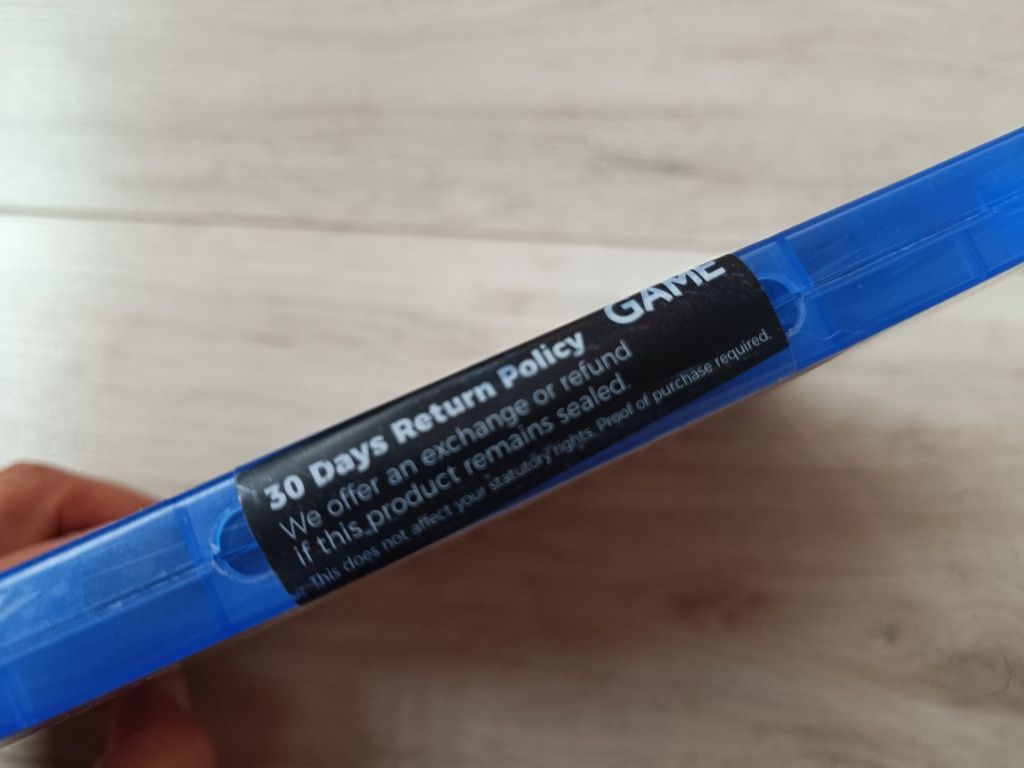 GAME
30 Days Return Policy
We offer an exchange or refund
If this product remains sealed.
This does not affect your statutory rights. Proof of purchase required.